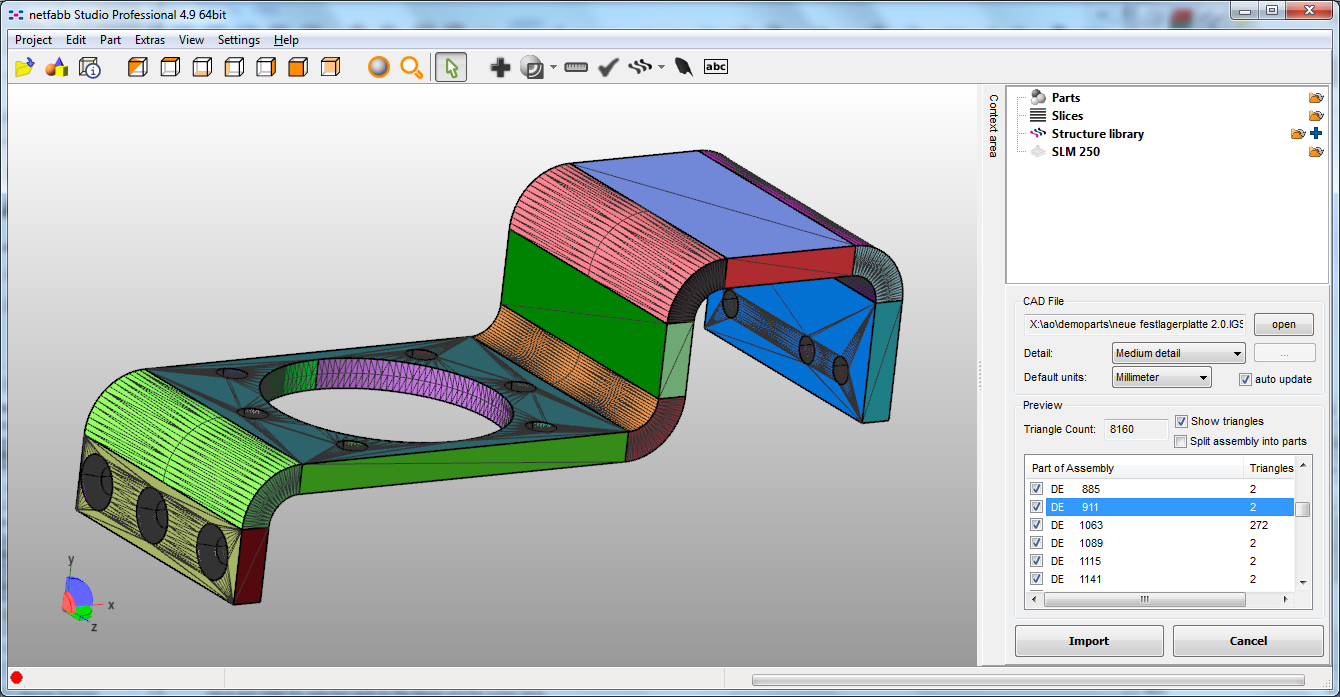 netfabb Studio Professional 4.9 64bit
Project Edit Part Extras View Settings Help
abc
Context area
Parts
Slices
Structure library
SLM 250
CAD File
X:\ao\demoparts\neue festlagerplatte 2.0.IGS
open
Detail:
Medium detail
...
Default units:
Millimeter
auto update
Preview
Triangle Count:
8160
Show triangles
Split assembly into parts
Part of Assembly Triangles
DE 885 2
DE 911 2
DE 1063 272
DE 1089 2
DE 1115 2
DE 1141 2
Import
Cancel
y
x
z